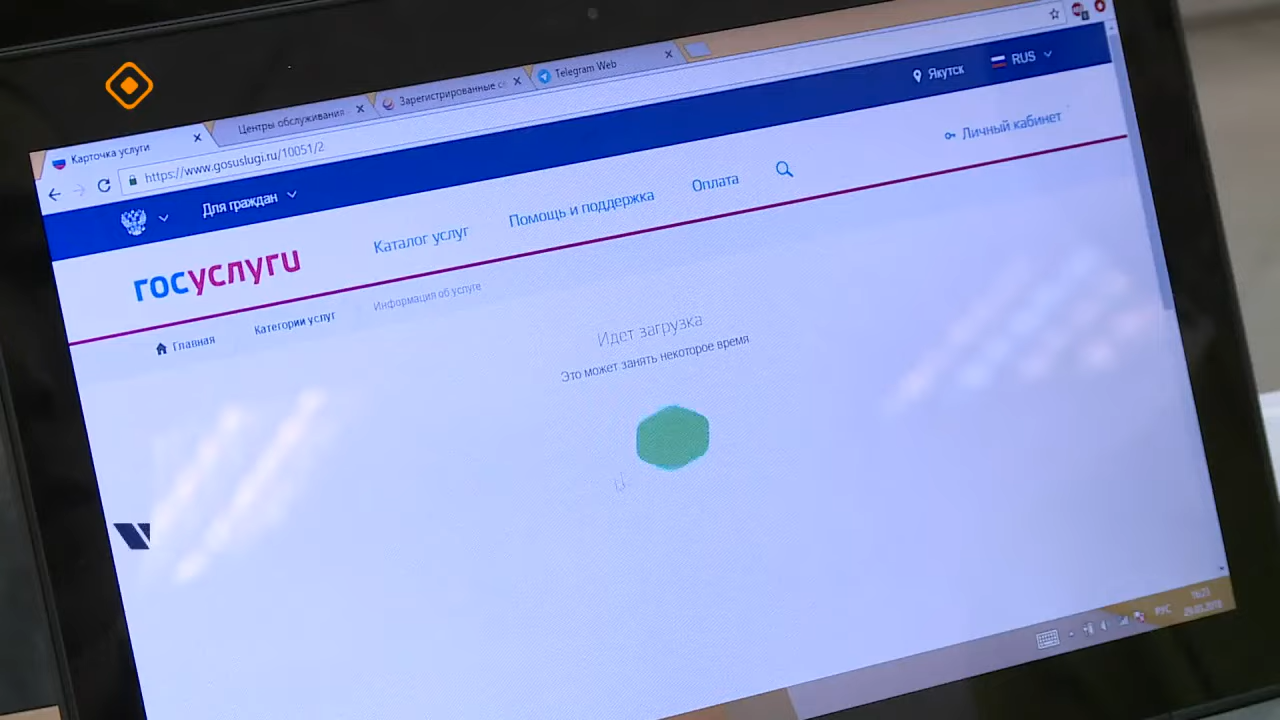 Карточка услуги
Центры обслуживания
Зарегистрированные
Telegram Web
https://www.gosuslugi.ru/10051/2
Для граждан
Якутск
RUS
госуслуги
Каталог услуг
Помощь и поддержка
Оплата
Личный кабинет
Главная
Категории услуг
Информация об услуге
Идет загрузка
Это может занять некоторое время
РУС
16:23